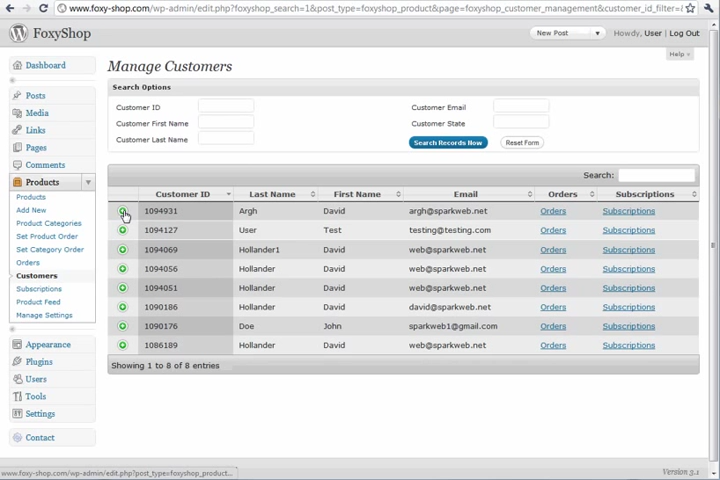 www.foxy-shop.com/wp-admin/edit.php?foxyshop_search=1&post_type=foxyshop_product&page=foxyshop_customer_management&customer_id_filter=&
FoxyShop
New Post
Howdy, User | Log Out
Help
Dashboard
Posts
Media
Links
Pages
Comments
Products
Products
Add New
Product Categories
Set Product Order
Set Category Order
Orders
Customers
Subscriptions
Product Feed
Manage Settings
Appearance
Plugins
Users
Tools
Settings
Contact
Manage Customers
Search Options
Customer ID
Customer Email
Customer First Name
Customer State
Customer Last Name
Search Records Now
Reset Form
Search:
Customer ID Last Name First Name Email Orders Subscriptions
1094931 Argh David argh@sparkweb.net Orders Subscriptions
1094127 User Test testing@testing.com Orders Subscriptions
1094069 Hollander1 David web@sparkweb.net Orders Subscriptions
1094056 Hollander David web@sparkweb.net Orders Subscriptions
1094051 Hollander David web@sparkweb.net Orders Subscriptions
1090186 Hollander David david@sparkweb.net Orders Subscriptions
1090176 Doe John sparkweb1@gmail.com Orders Subscriptions
1086189 Hollander David web@sparkweb.net Orders Subscriptions
Showing 1 to 8 of 8 entries
www.foxy-shop.com/wp-admin/edit.php?post_type=foxyshop_product...
Version 3.1